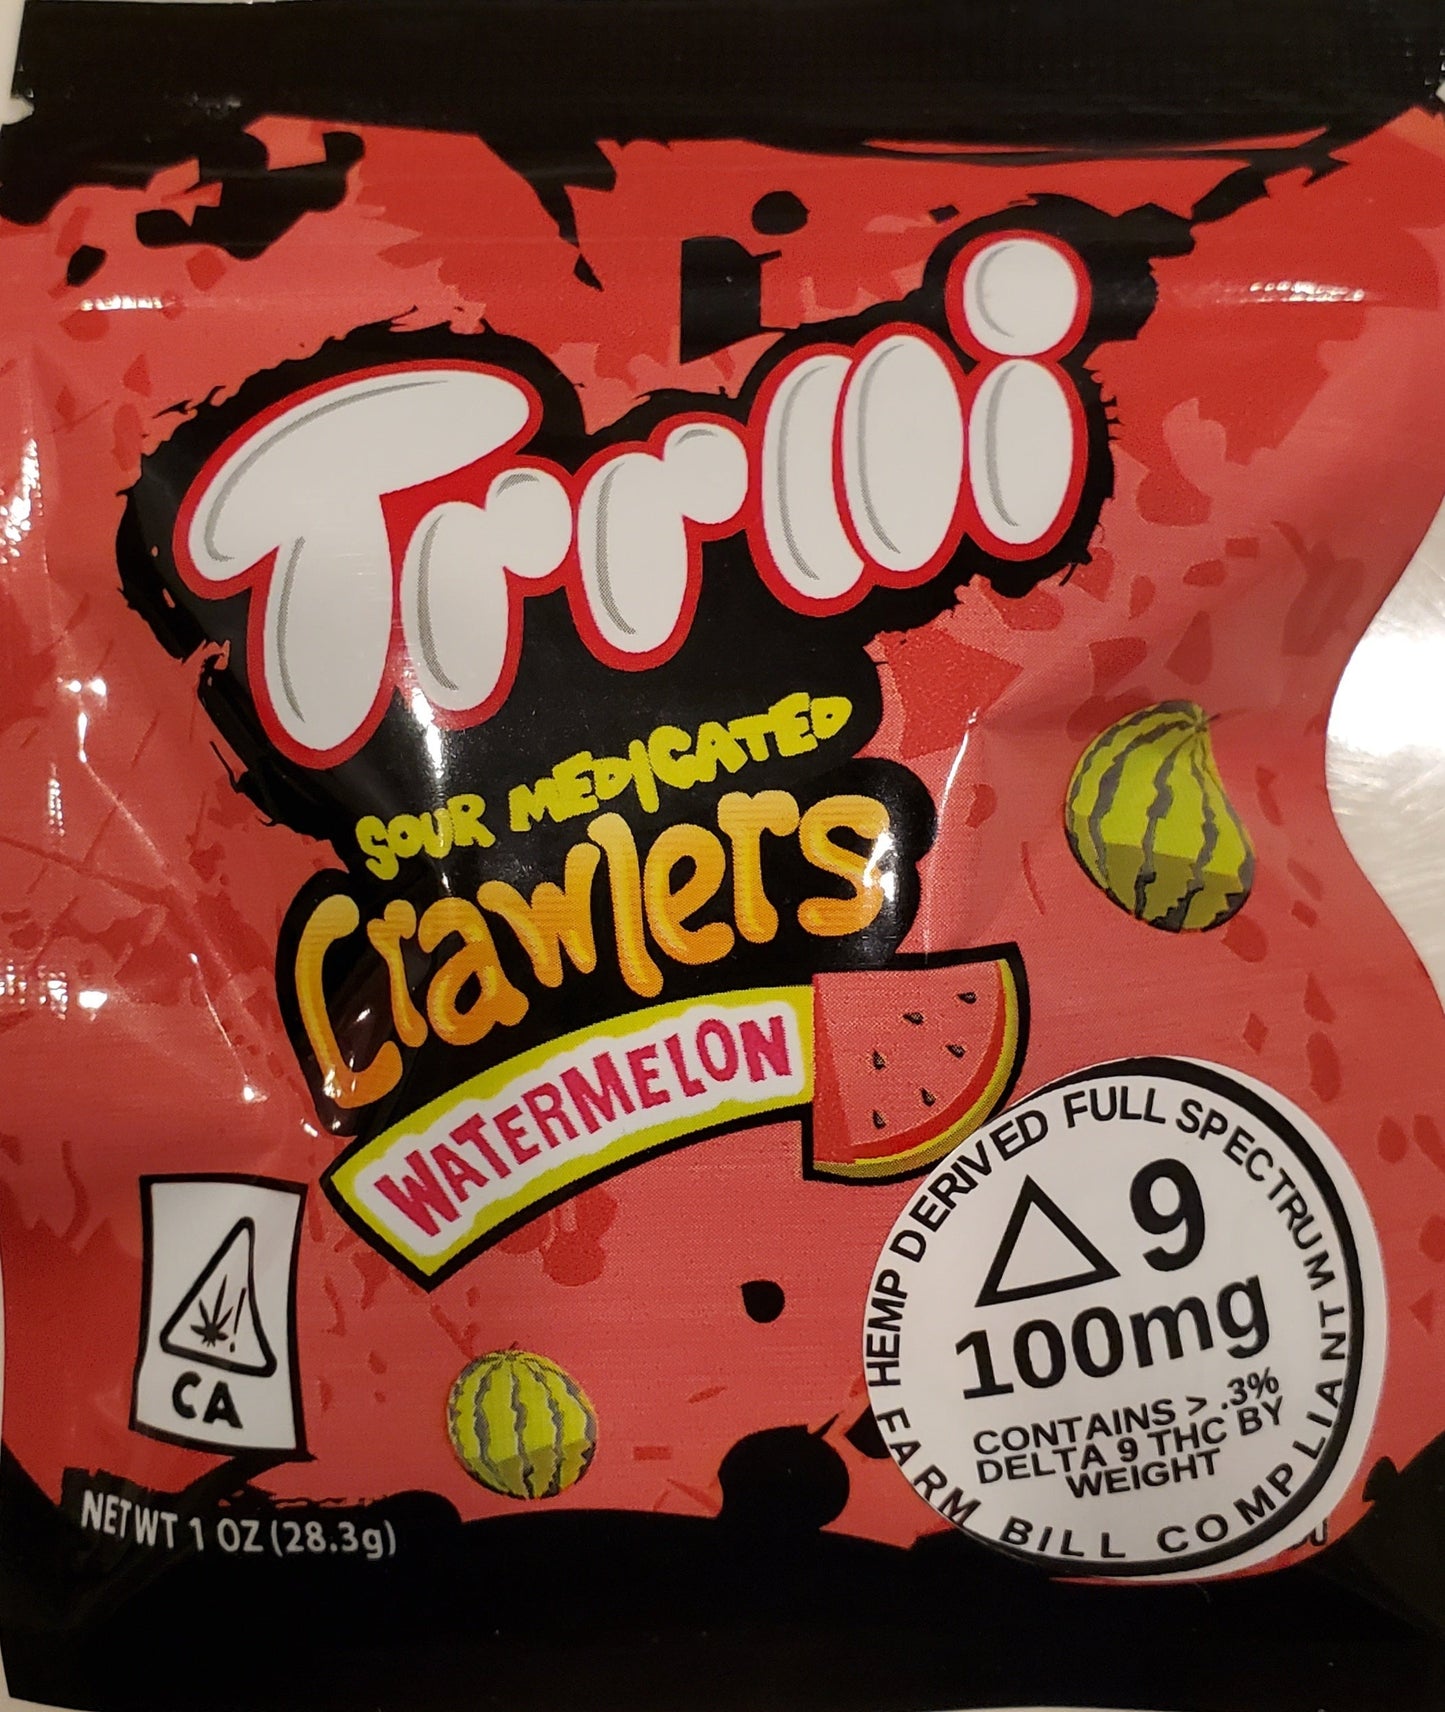 Trrlli
SOUR MEDICATED
Crawlers
WATERMELON
HEMP DERIVED FULL SPECTRUM
△9
100mg
CONTAINS > .3%
DELTA 9 THC BY
WEIGHT
FARM BILL COMPLIANT
!
CA
NET WT 1 OZ (28.3g)